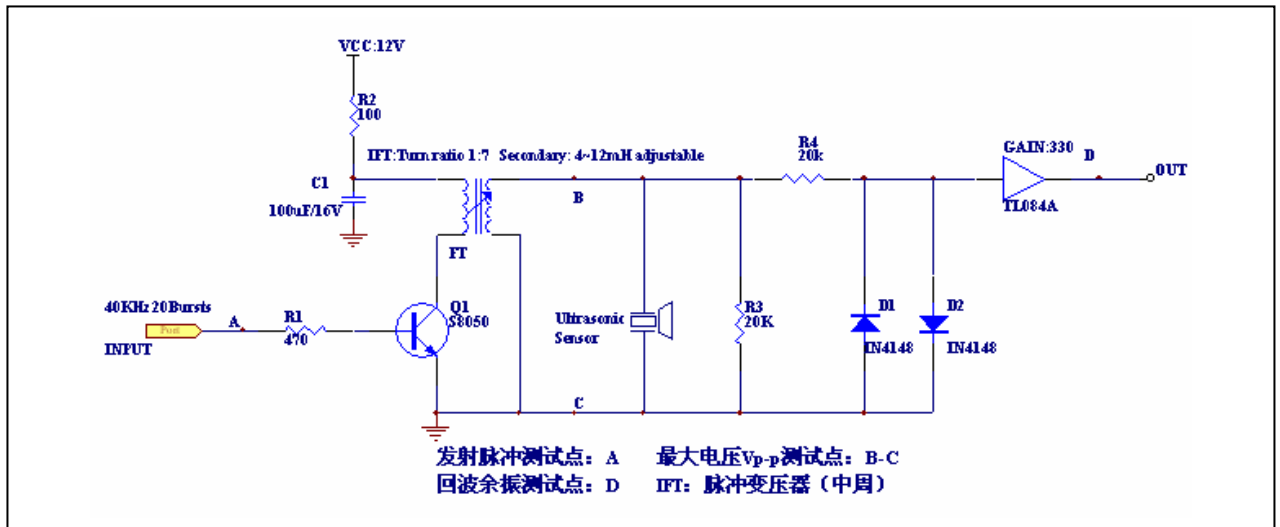 VCC:12V
R2
100
IFT:Turn ratio 1:7 Secondary: 4~12mH adjustable
R4
20k
GAIN:330
D
OUT
TL084A
C1
100uF/16V
B
FT
40KHz 20Bursts
A
R1
470
Port
INPUT
Q1
S8050
Ultrasonic
Sensor
R3
20K
D1
IN4148
D2
IN4148
C
发射脉冲测试点：A 最大电压Vp-p测试点：B-C
回波余振测试点：D IFT：脉冲变压器（中周）